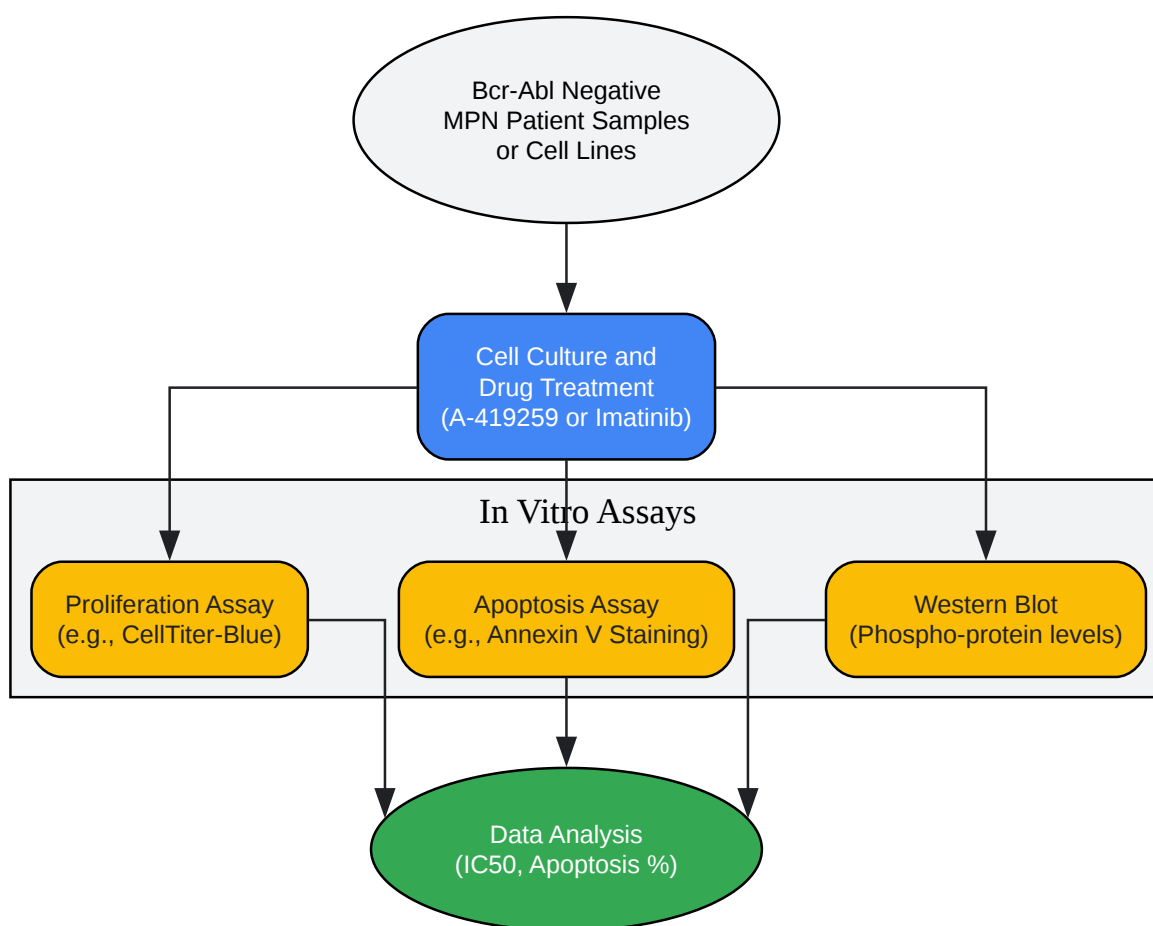 Bcr-Abl Negative
MPN Patient Samples
or Cell Lines
Cell Culture and
Drug Treatment
(A-419259 or Imatinib)
In Vitro Assays
Proliferation Assay
(e.g., CellTiter-Blue)
Apoptosis Assay
(e.g., Annexin V Staining)
Western Blot
(Phospho-protein levels)
Data Analysis
(IC50, Apoptosis %)